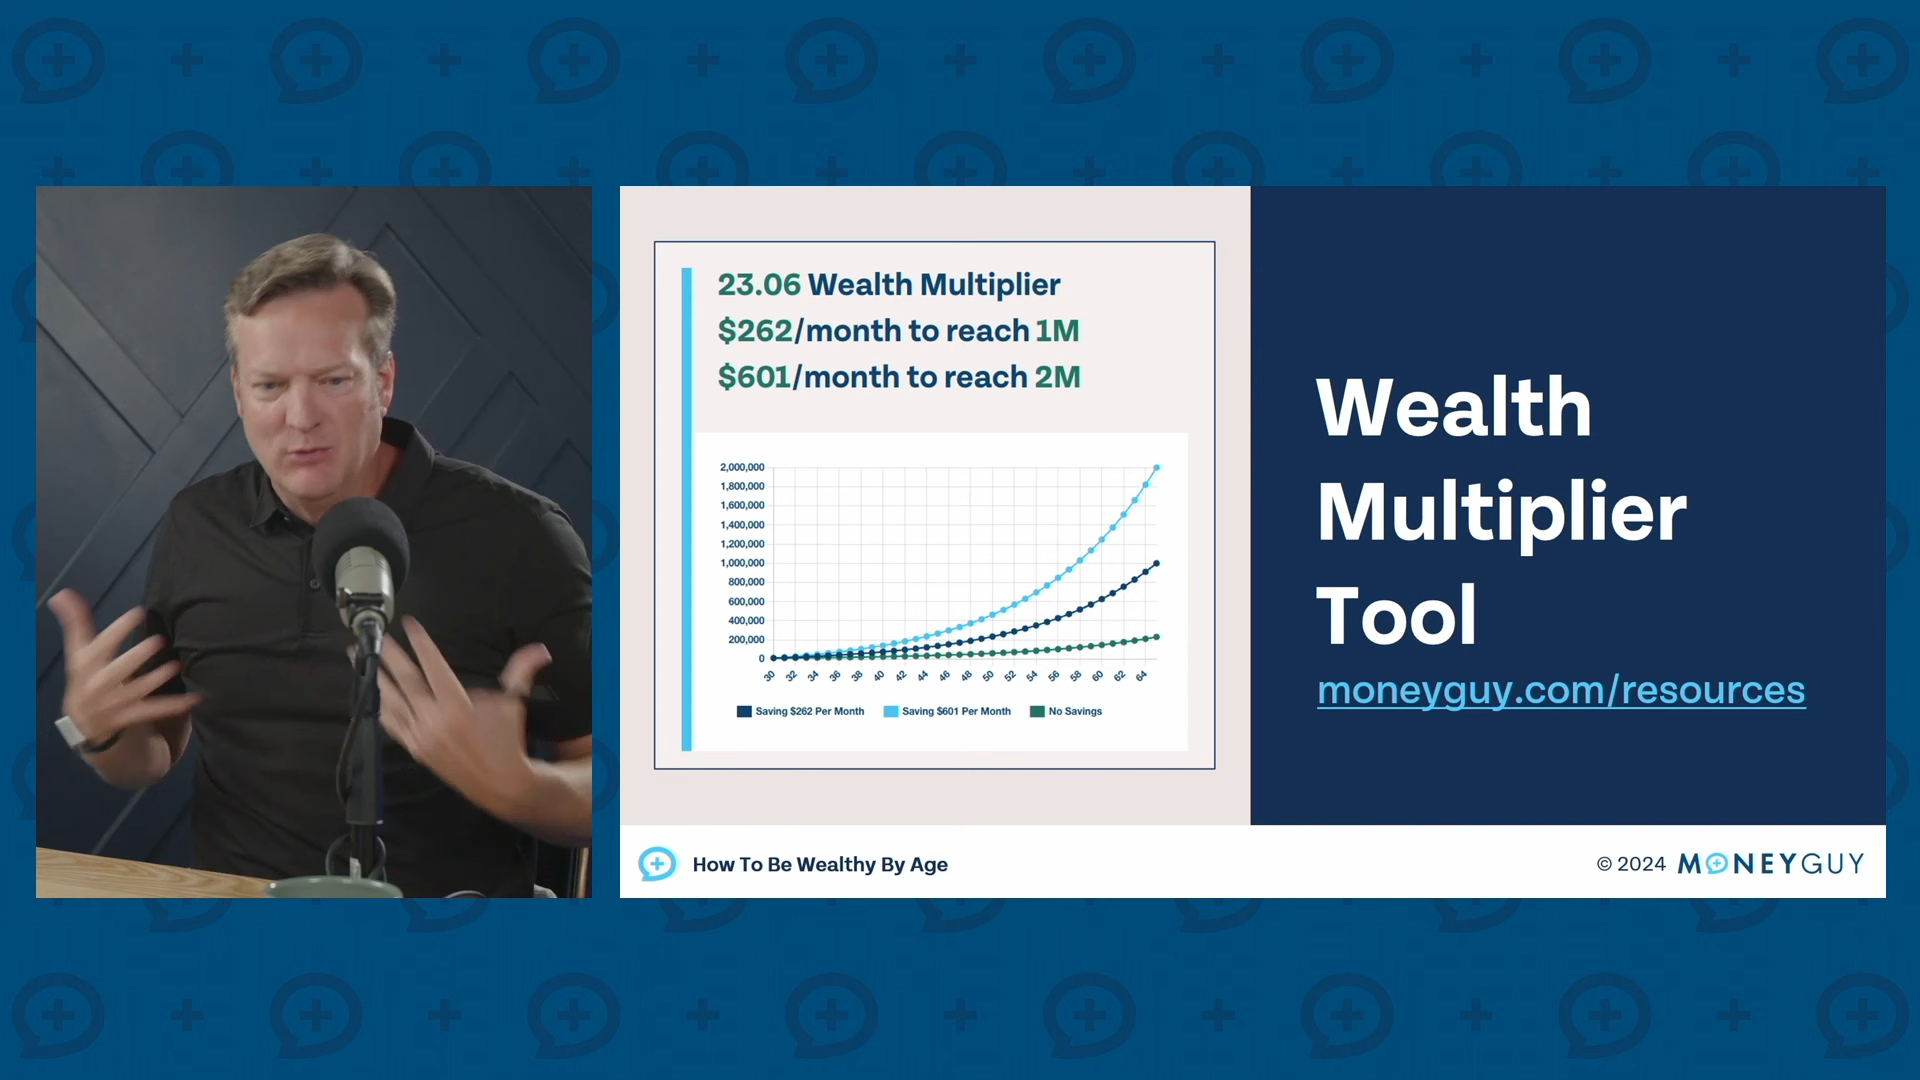 23.06 Wealth Multiplier
$262/month to reach 1M
$601/month to reach 2M
2,000,000
1,800,000
1,600,000
1,400,000
1,200,000
1,000,000
800,000
600,000
400,000
200,000
0
30 32 34 36 38 40 42 44 46 48 50 52 54 56 58 60 62 64
Saving $262 Per Month Saving $601 Per Month No Savings
Wealth
Multiplier
Tool
moneyguy.com/resources
How To Be Wealthy By Age
© 2024 MONEYGUY